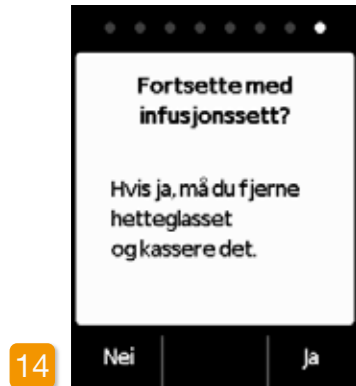 Fortsette med
infusjonssett?
Hvis ja, må du fjerne
hetteglasset
og kassere det.
14
Nei
Ja